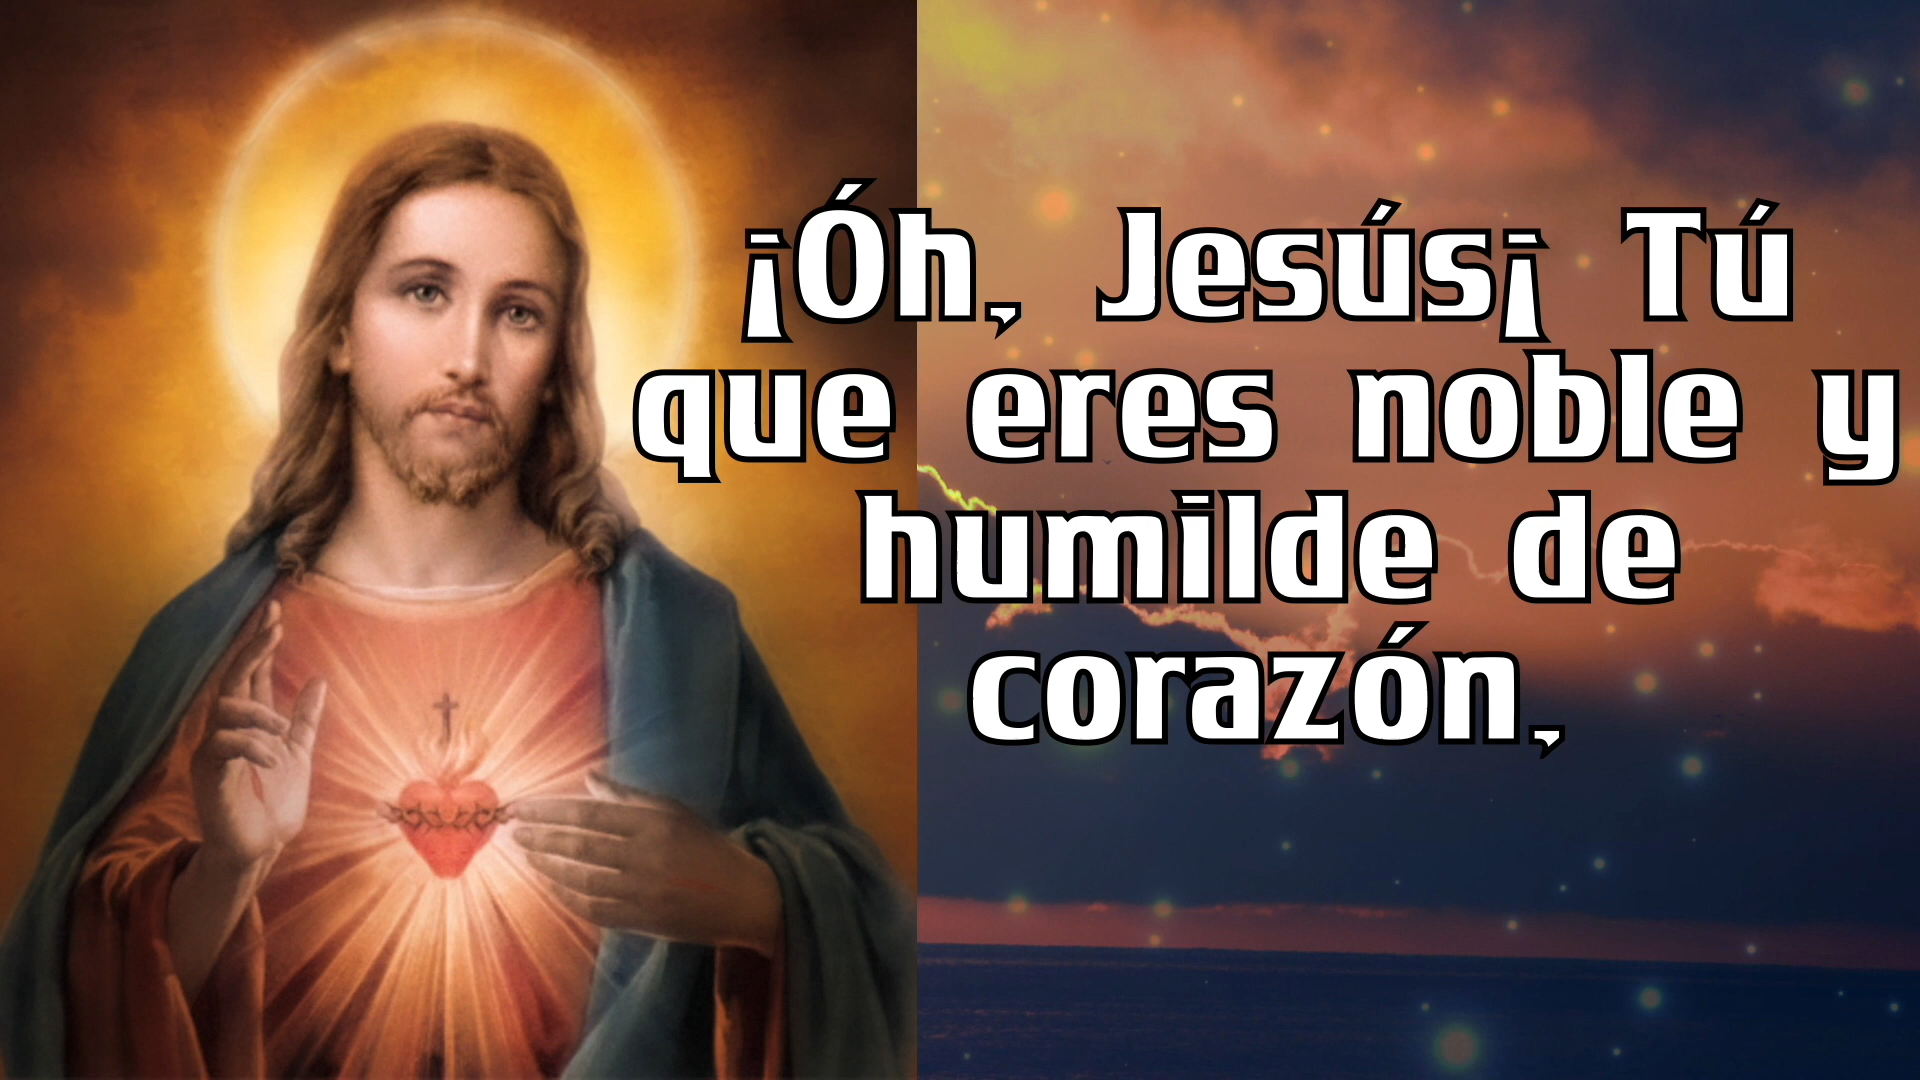 ¡Óh, Jesús¡ Tú
que eres noble y
humilde de
corazón,